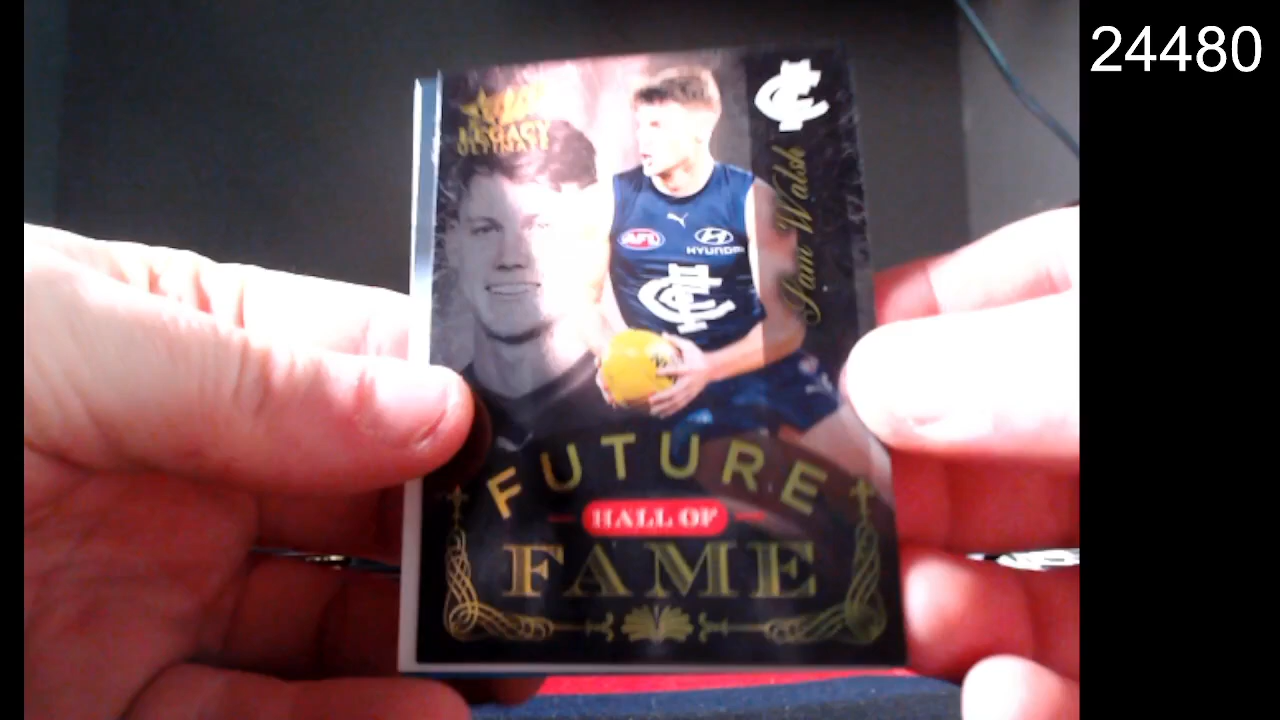 24480
LEGACY
ULTIMATE
Sam Walsh
AFL
HYUNDAI
FUTURE
HALL OF
FAME